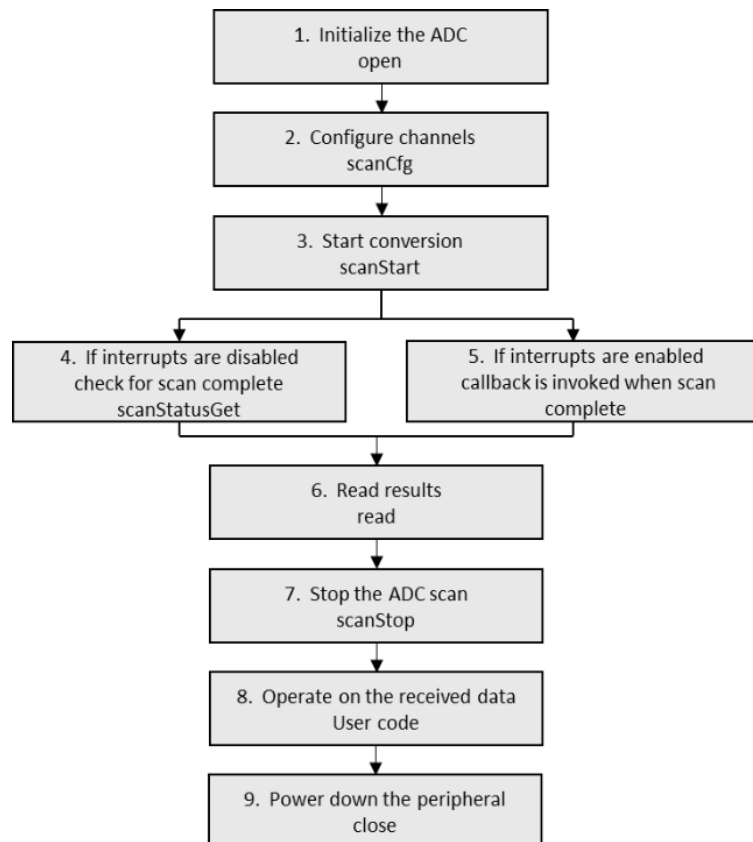 1. Initialize the ADC
open
2. Configure channels
scanCfg
3. Start conversion
scanStart
4. If interrupts are disabled
check for scan complete
scanStatusGet
5. If interrupts are enabled
callback is invoked when scan
complete
6. Read results
read
7. Stop the ADC scan
scanStop
8. Operate on the received data
User code
9. Power down the peripheral
close